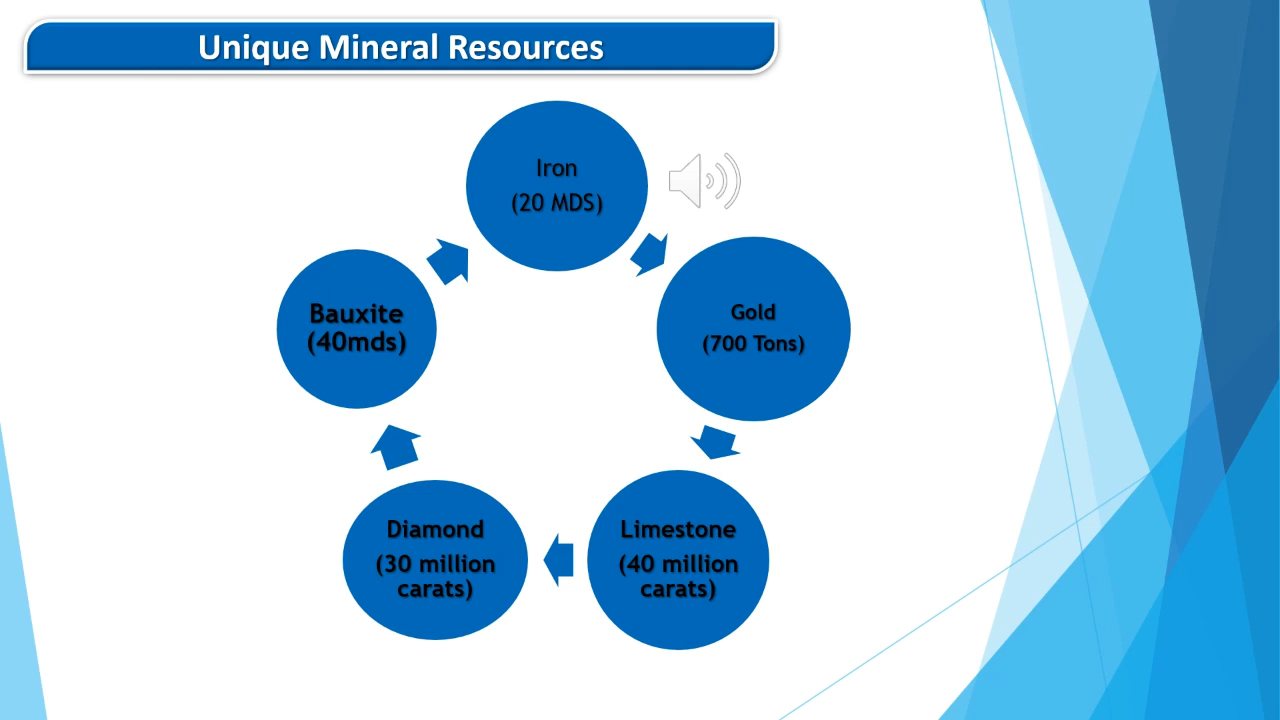 Unique Mineral Resources
Iron
(20 MDS)
Gold
(700 Tons)
Limestone
(40 million
carats)
Diamond
(30 million
carats)
Bauxite
(40mds)